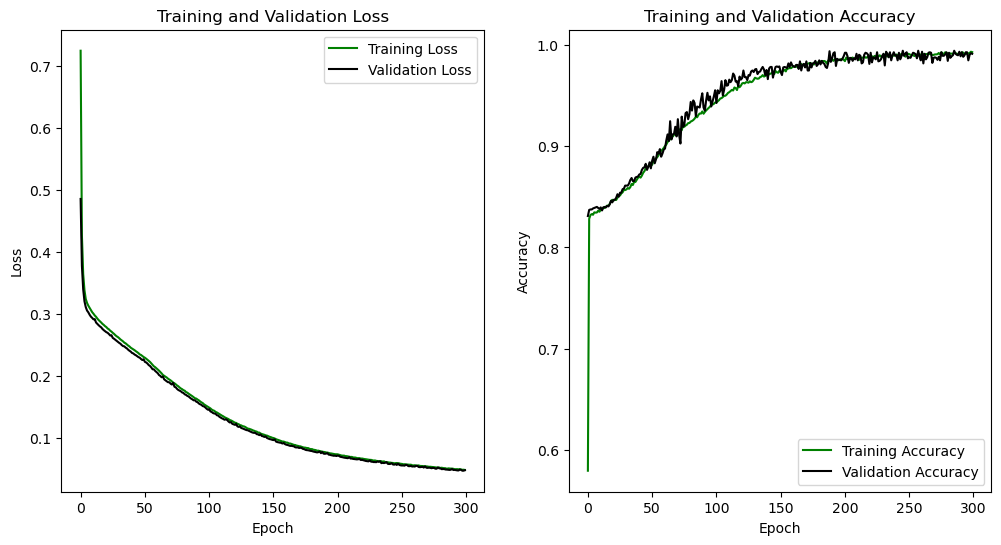 Training and Validation Loss
Training Loss
Validation Loss
0.7
0.6
0.5
0.4
0.3
0.2
0.1
Loss
0
50
100
150
200
250
300
Epoch
Training and Validation Accuracy
1.0
0.9
0.8
0.7
0.6
Accuracy
Training Accuracy
Validation Accuracy
0
50
100
150
200
250
300
Epoch